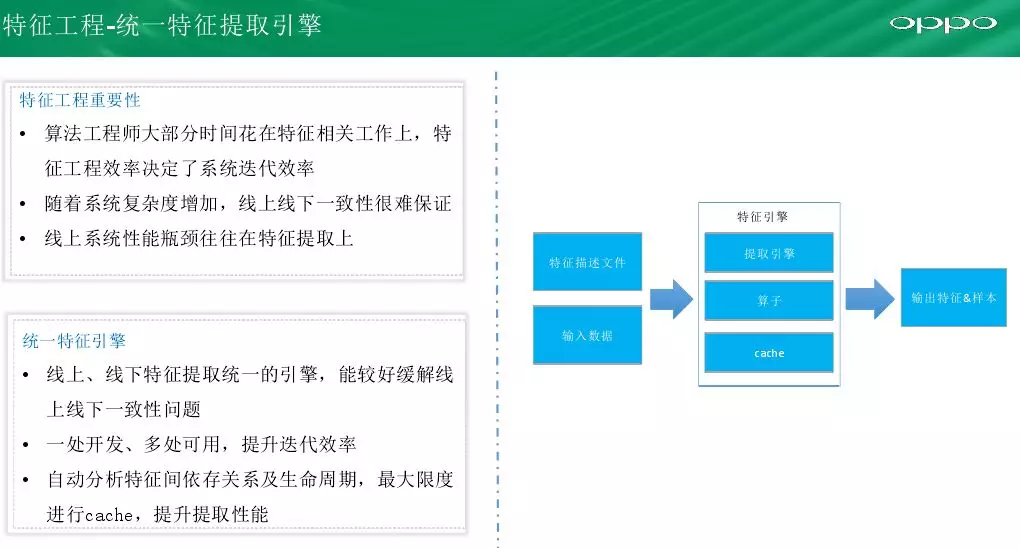 特征工程-统一特征提取引擎
oppo
特征工程重要性
• 算法工程师大部分时间花在特征相关工作上，特
征工程效率决定了系统迭代效率
• 随着系统复杂度增加，线上线下一致性很难保证
• 线上系统性能瓶颈往往在特征提取上
统一特征引擎
• 线上、线下特征提取统一的引擎，能较好缓解线
上线下一致性问题
• 一处开发、多处可用，提升迭代效率
• 自动分析特征间依存关系及生命周期，最大限度
进行cache，提升提取性能
特征描述文件
输入数据
特征引擎
提取引擎
算子
cache
输出特征&样本